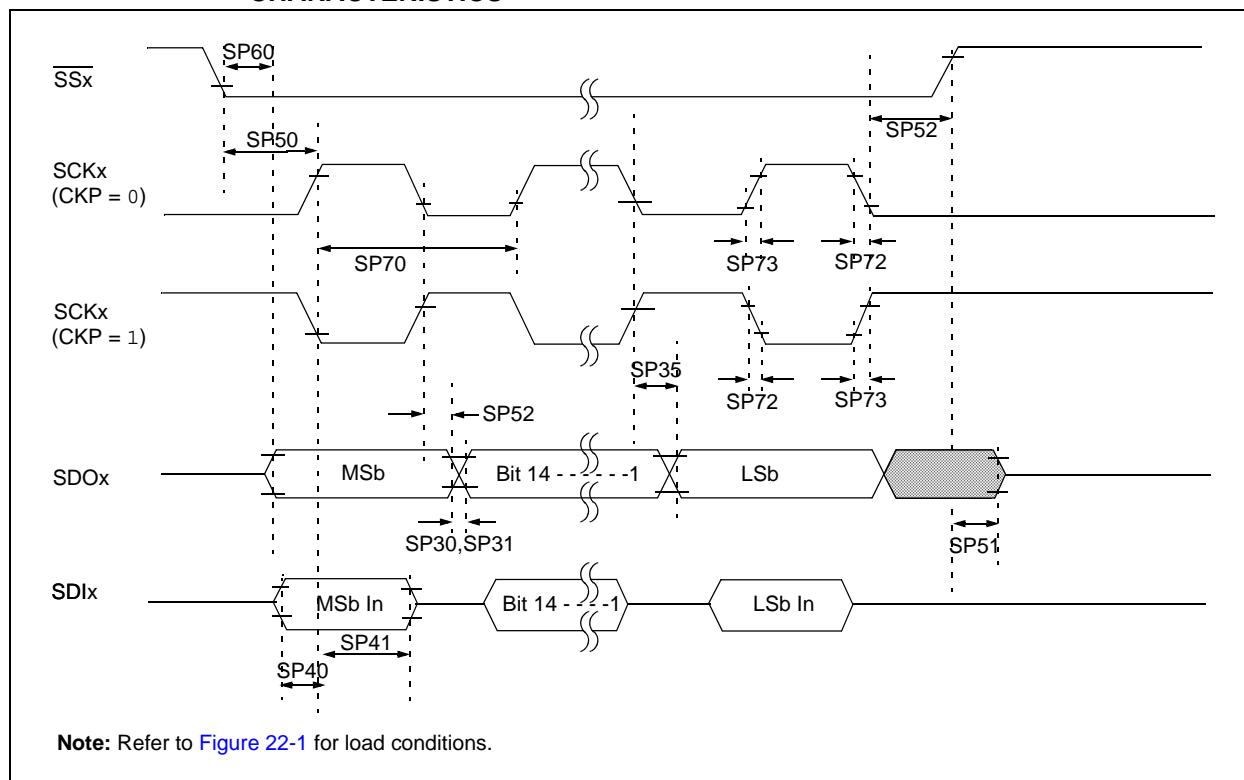 SP60
SSx
SP50
SP52
SCKx
(CKP = 0)
SP70
SP73
SP72
SCKx
(CKP = 1)
SP35
SP72
SP73
SP52
SDOx
MSb
Bit 14 - - - - - -1
LSb
SP30,SP31
SP51
SDIx
MSb In
Bit 14 - - - -1
LSb In
SP41
SP40
Note: Refer to Figure 22-1 for load conditions.